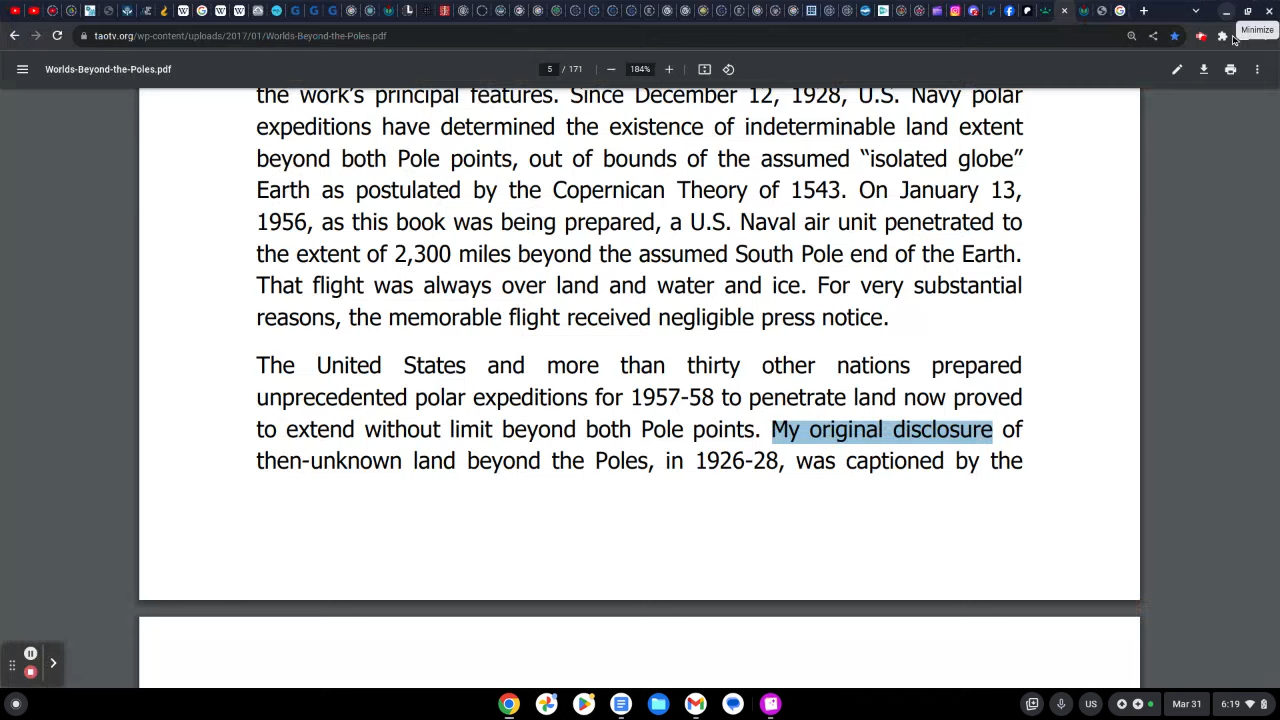 Minimize
taotv.org/wp-content/uploads/2017/01/Worlds-Beyond-the-Poles.pdf
Worlds-Beyond-the-Poles.pdf
5 / 171
184%
the work's principal features. Since December 12, 1928, U.S. Navy polar
expeditions have determined the existence of indeterminable land extent
beyond both Pole points, out of bounds of the assumed “isolated globe”
Earth as postulated by the Copernican Theory of 1543. On January 13,
1956, as this book was being prepared, a U.S. Naval air unit penetrated to
the extent of 2,300 miles beyond the assumed South Pole end of the Earth.
That flight was always over land and water and ice. For very substantial
reasons, the memorable flight received negligible press notice.
The United States and more than thirty other nations prepared
unprecedented polar expeditions for 1957-58 to penetrate land now proved
to extend without limit beyond both Pole points. My original disclosure of
then-unknown land beyond the Poles, in 1926-28, was captioned by the
US
Mar 31
6:19